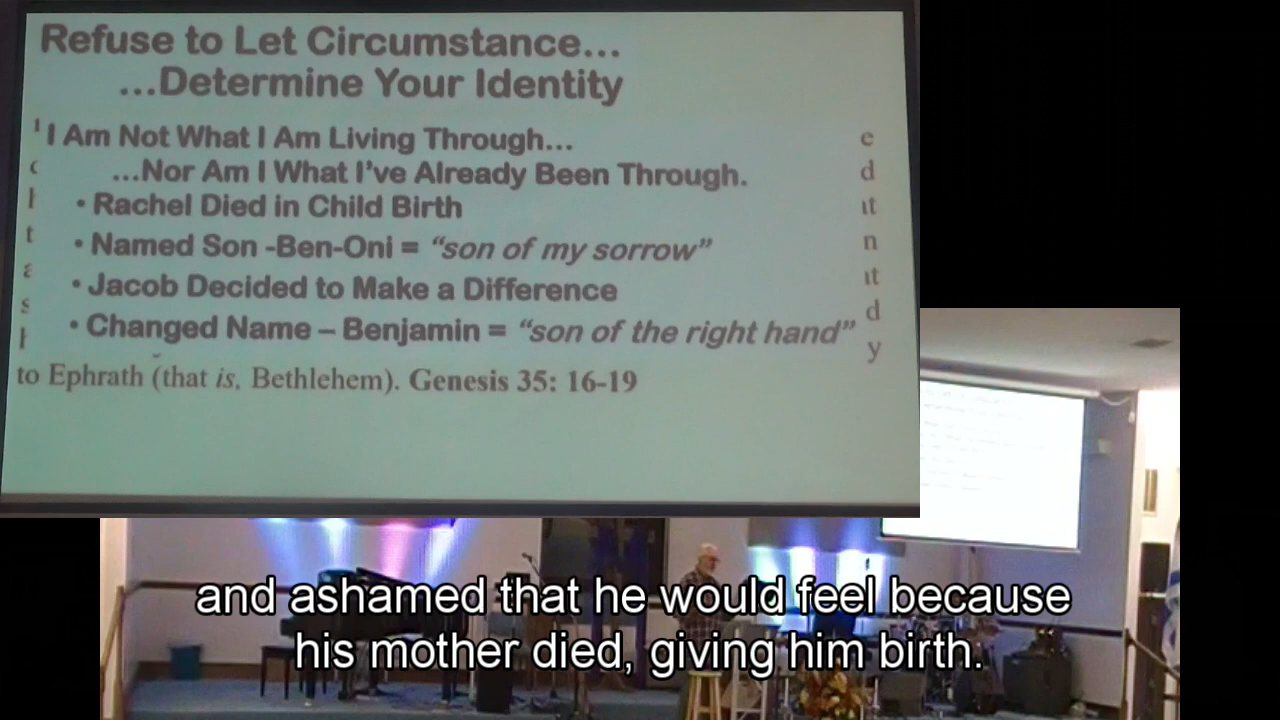 Refuse to Let Circumstance...
...Determine Your Identity
I Am Not What I Am Living Through...
...Nor Am I What I've Already Been Through.
• Rachel Died in Child Birth
• Named Son -Ben-Oni = “son of my sorrow”
• Jacob Decided to Make a Difference
• Changed Name – Benjamin = “son of the right hand”
to Ephrath (that is, Bethlehem). Genesis 35: 16-19
and ashamed that he would feel because
his mother died, giving him birth.